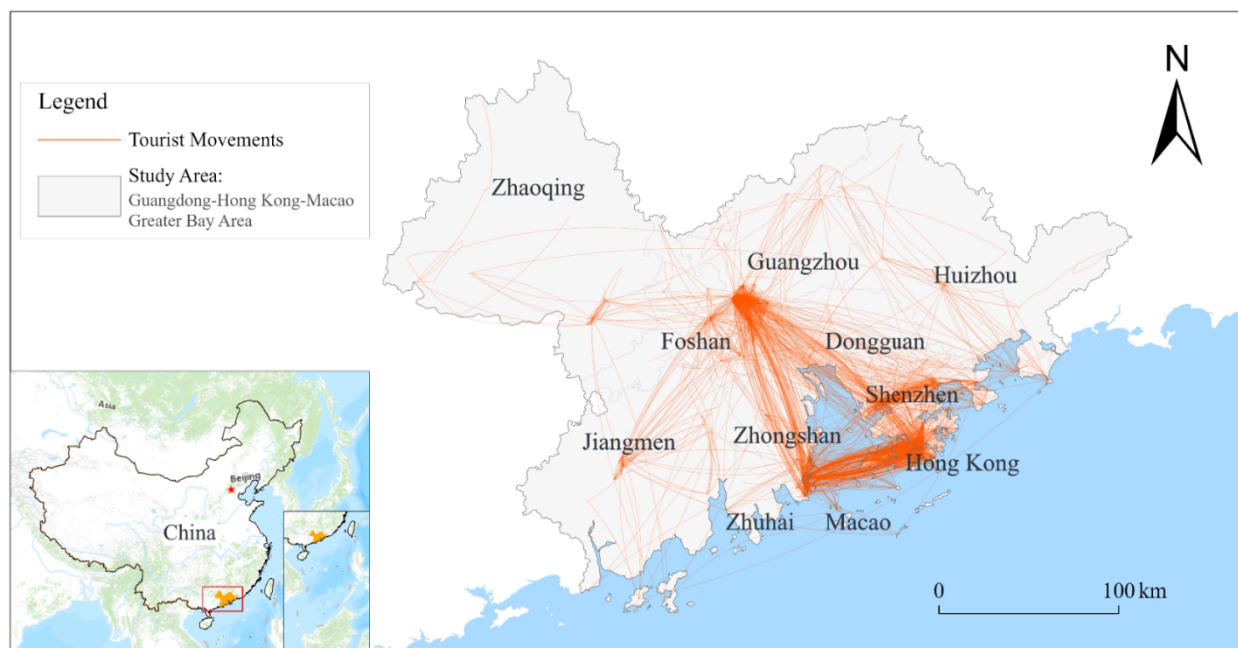 Legend
Tourist Movements
Study Area:
Guangdong-Hong Kong-Macao
Greater Bay Area
N
Zhaoqing
Guangzhou
Huizhou
Foshan
Dongguan
Shenzhen
Jiangmen
Zhongshan
Hong Kong
Zhuhai
Macao
0
100 km
Asia
Beijing
China